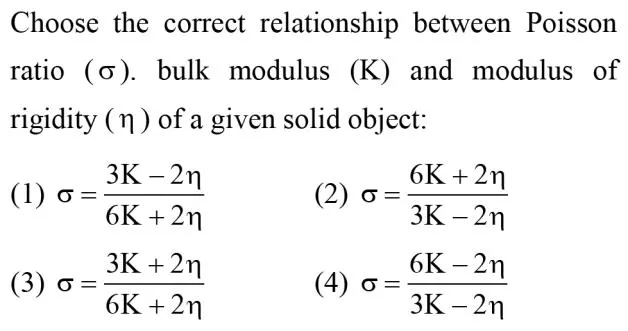 Choose the correct relationship between Poisson
ratio (σ). bulk modulus (K) and modulus of
rigidity (η) of a given solid object:
(1) σ = (3K − 2η)/(6K + 2η) (2) σ = (6K + 2η)/(3K − 2η)
(3) σ = (3K + 2η)/(6K + 2η) (4) σ = (6K − 2η)/(3K − 2η)